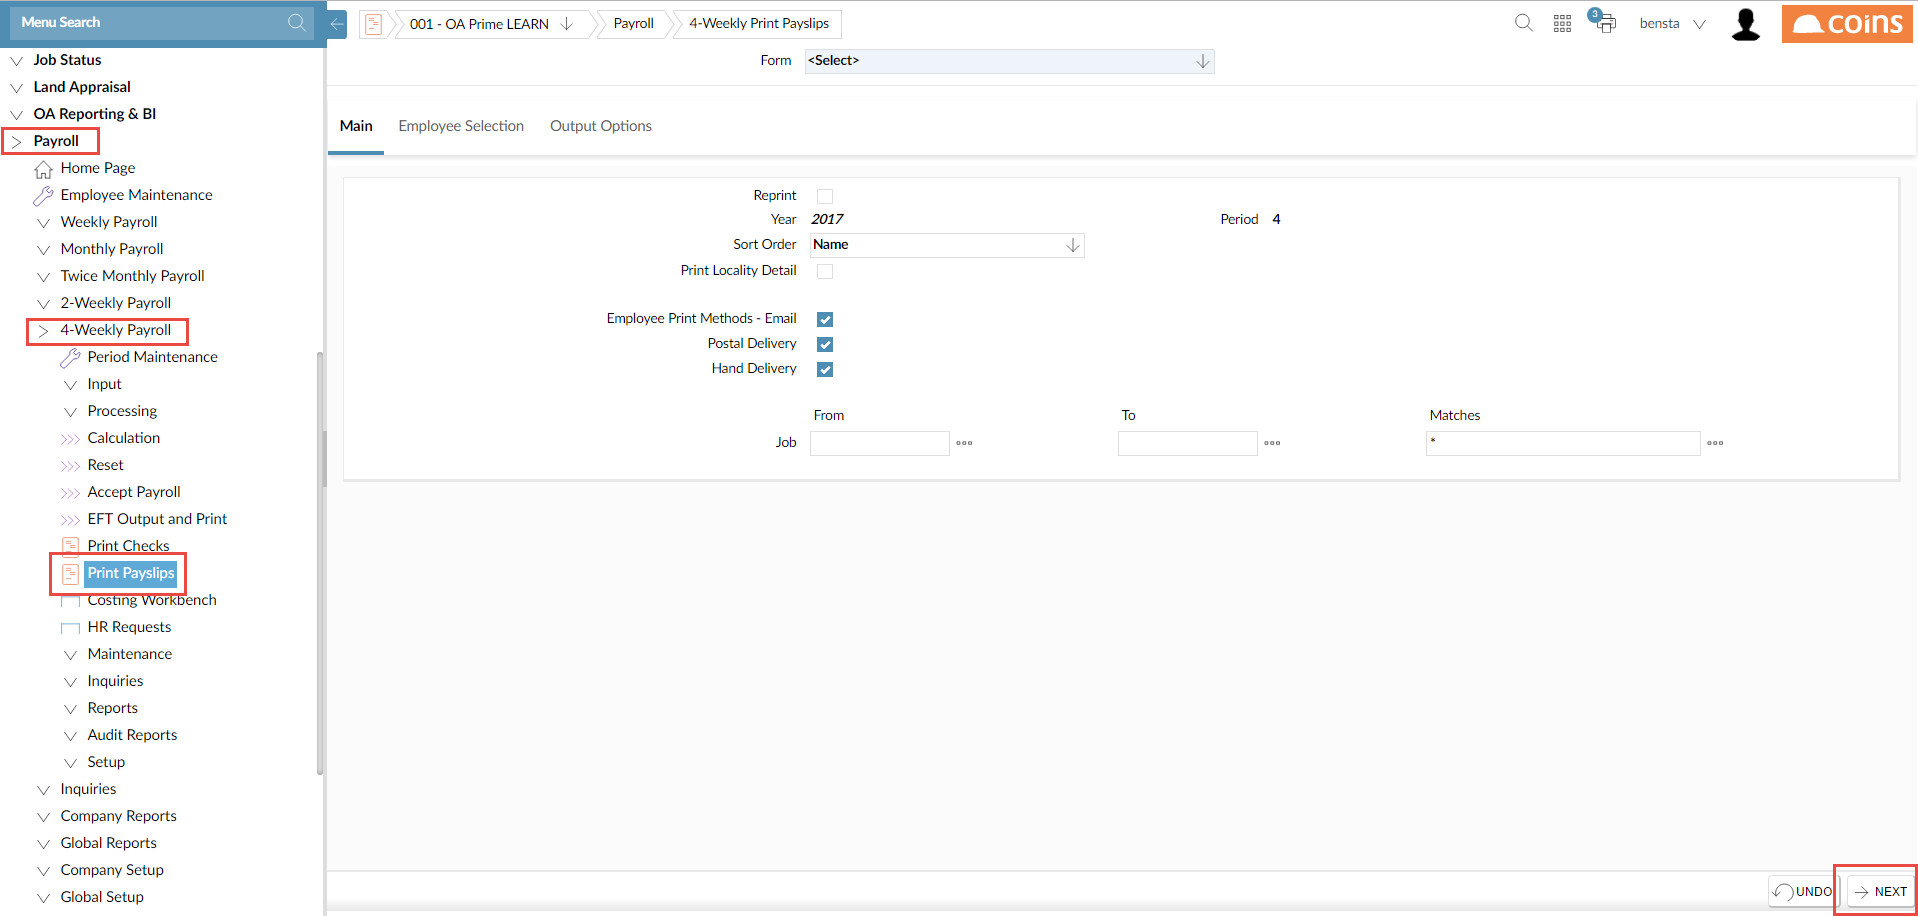 Menu Search
001 - OA Prime LEARN
Payroll
4-Weekly Print Payslips
3
bensta
coins
Form <Select>
Main Employee Selection Output Options
Job Status
Land Appraisal
OA Reporting & BI
Payroll
Home Page
Employee Maintenance
Weekly Payroll
Monthly Payroll
Twice Monthly Payroll
2-Weekly Payroll
4-Weekly Payroll
Period Maintenance
Input
Processing
Calculation
Reset
Accept Payroll
EFT Output and Print
Print Checks
Print Payslips
Costing Workbench
HR Requests
Maintenance
Inquiries
Reports
Audit Reports
Setup
Inquiries
Company Reports
Global Reports
Company Setup
Global Setup
Reprint
Year 2017 Period 4
Sort Order Name
Print Locality Detail
Employee Print Methods - Email
Postal Delivery
Hand Delivery
From To Matches
Job *
UNDO NEXT